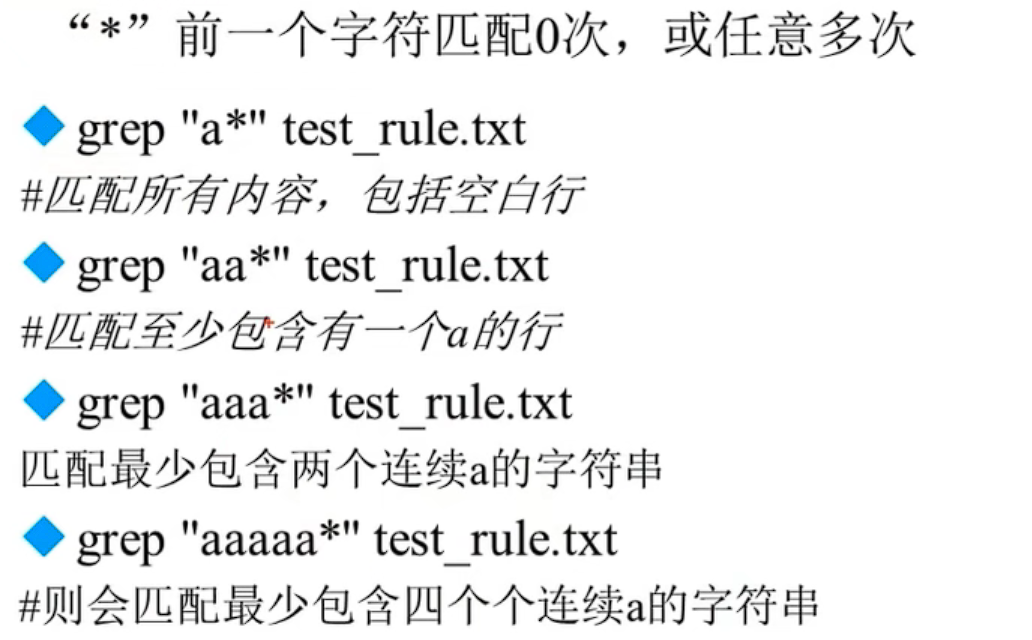 “*”前一个字符匹配0次，或任意多次
grep "a*" test_rule.txt
#匹配所有内容，包括空白行
grep "aa*" test_rule.txt
#匹配至少包含有一个a的行
grep "aaa*" test_rule.txt
匹配最少包含两个连续a的字符串
grep "aaaaa*" test_rule.txt
#则会匹配最少包含四个个连续a的字符串